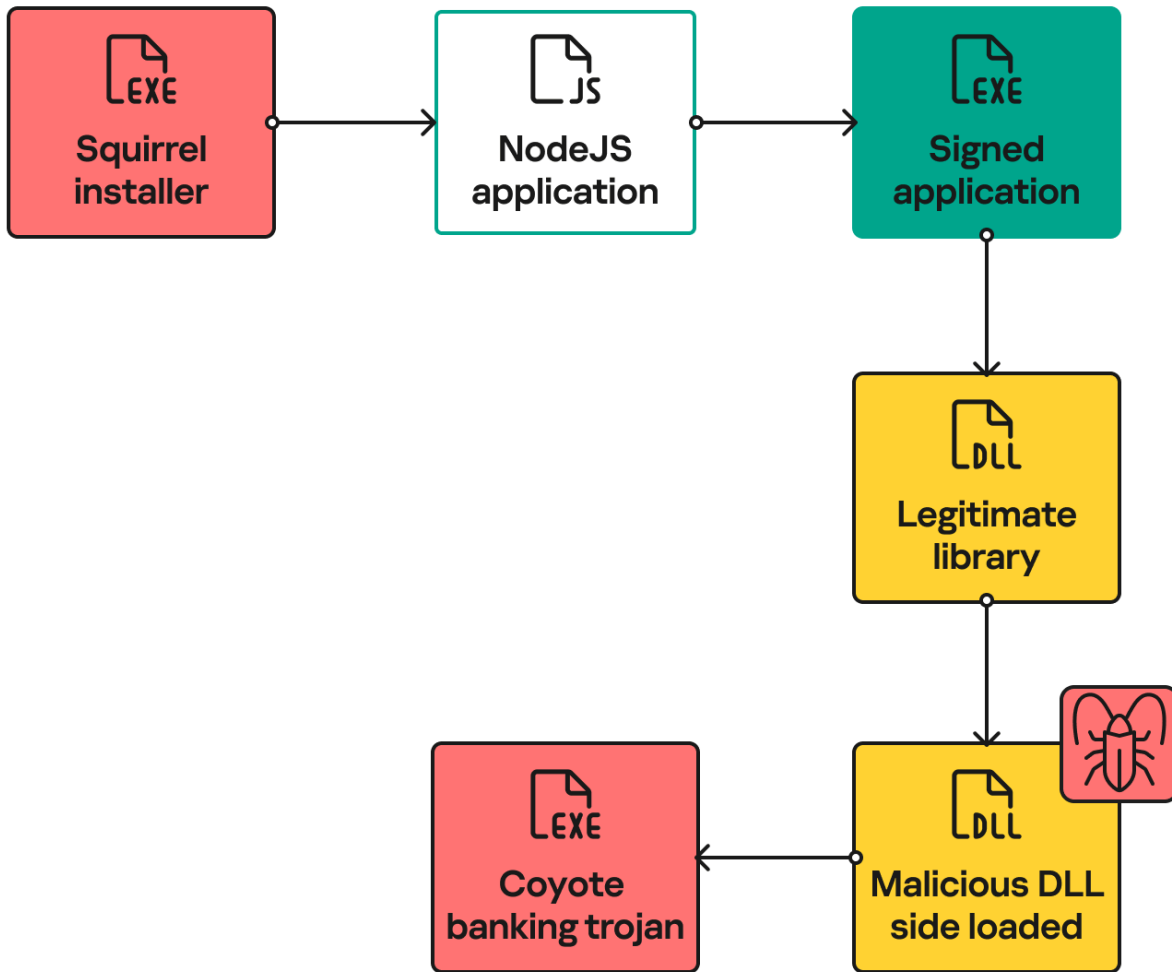 EXE
Squirrel
installer
JS
NodeJS
application
EXE
Signed
application
DLL
Legitimate
library
DLL
Malicious DLL
side loaded
EXE
Coyote
banking trojan